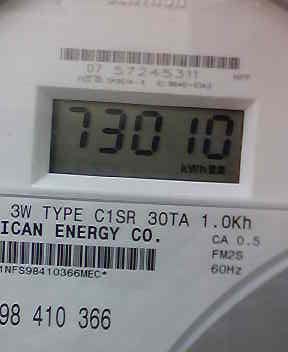 07 57245311
73010
kWh
3W TYPE C1SR 30TA 1.0Kh
ICAN ENERGY CO.
CA 0.5
FM2S
60Hz
1NFS98410366MEC*
98 410 366